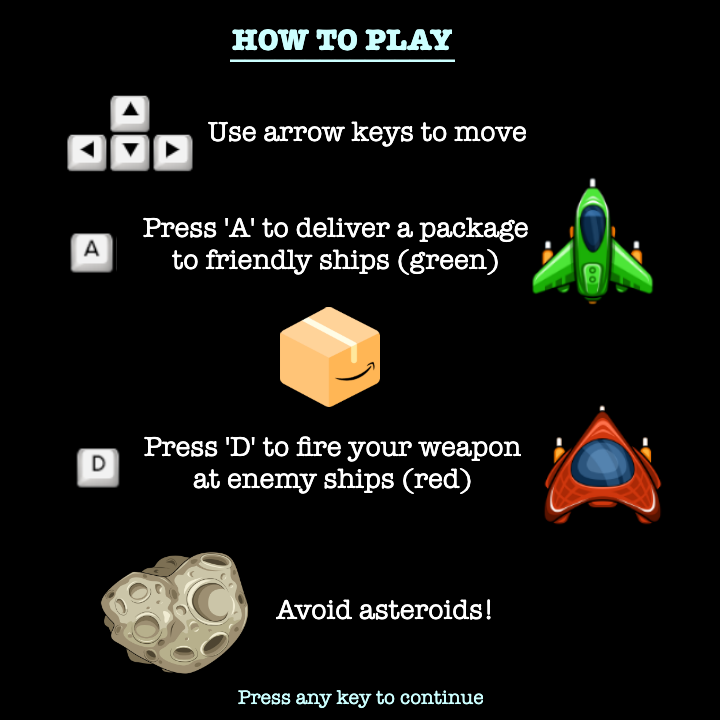 HOW TO PLAY
Use arrow keys to move
Press 'A' to deliver a package
A
to friendly ships (green)
Press 'D' to fire your weapon
D
at enemy ships (red)
Avoid asteroids!
Press any key to continue